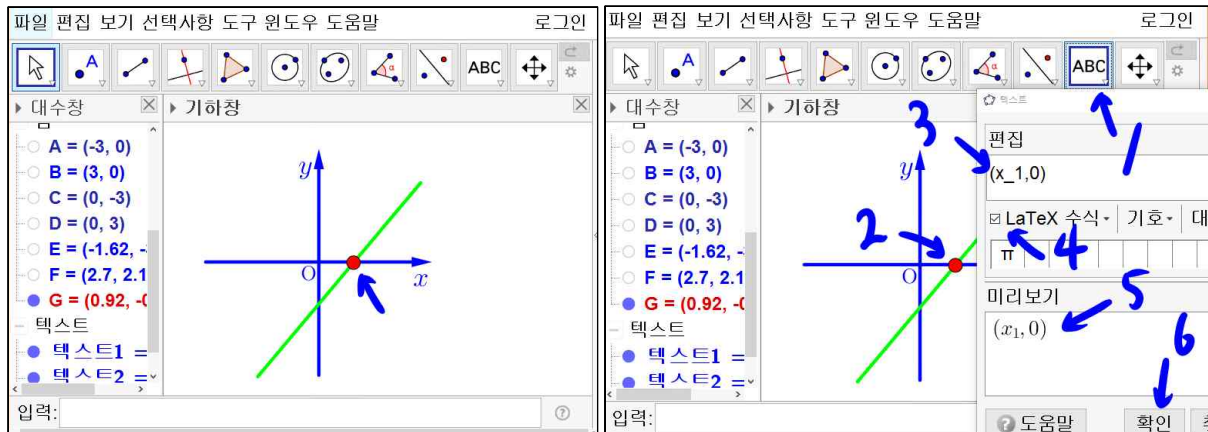 파일 편집 보기 선택사항 도구 윈도우 도움말 로그인
A α ABC
대수창 기하창
A = (-3, 0)
B = (3, 0)
C = (0, -3)
D = (0, 3)
E = (-1.62, -
F = (2.7, 2.1
G = (0.92, -0
텍스트
텍스트1 =
텍스트2 =
y
O
x
입력:
파일 편집 보기 선택사항 도구 윈도우 도움말 로그인
A α ABC
대수창 기하창
A = (-3, 0)
B = (3, 0)
C = (0, -3)
D = (0, 3)
E = (-1.62, -
F = (2.7, 2.1
G = (0.92, -0
텍스트
텍스트1 =
텍스트2 =
y
O
입력:
텍스트
편집
(x_1,0)
LaTeX 수식 기호 대
π
미리보기
(x₁, 0)
도움말 확인
1
2
3
4
5
6